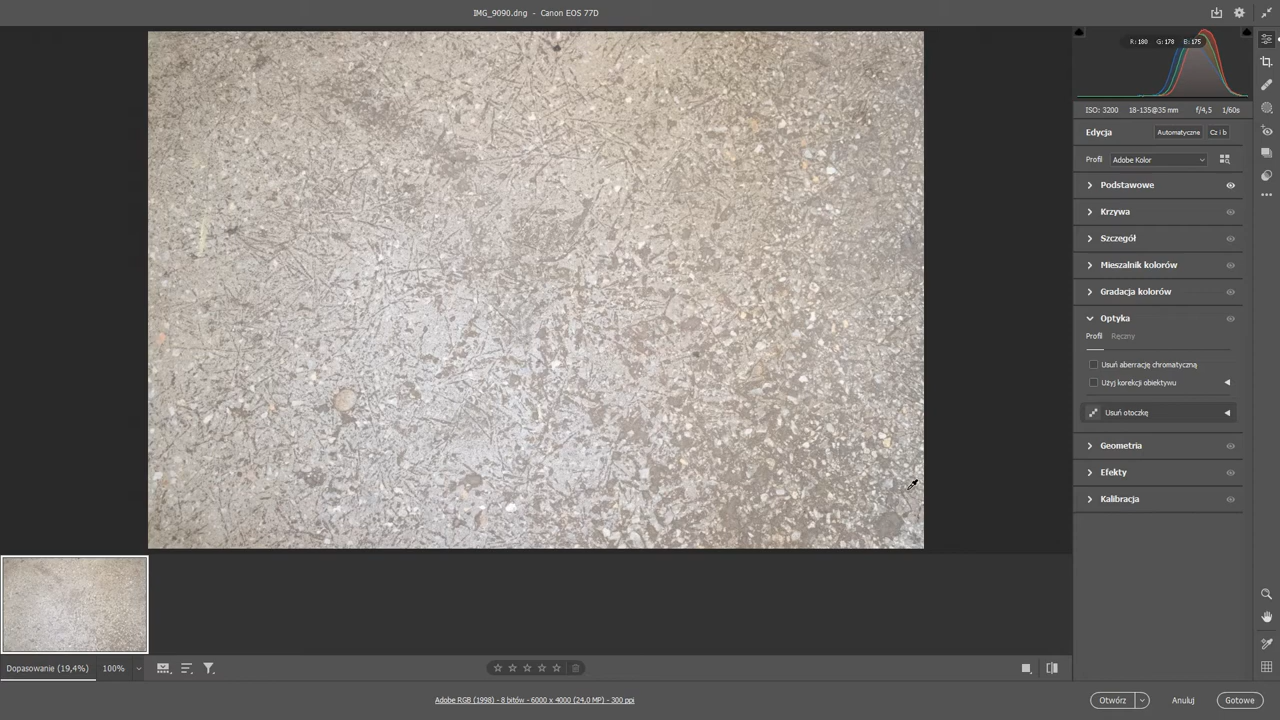 IMG_9090.dng - Canon EOS 77D
R: 180 G: 178 B: 175
ISO: 3200 18-135@35 mm f/4,5 1/60s
Edycja Automatyczne Cz i b
Profil Adobe Kolor
Podstawowe
Krzywa
Szczegół
Mieszalnik kolorów
Gradacja kolorów
Optyka
Profil Ręczny
Usuń aberrację chromatyczną
Użyj korekcji obiektywu
Usuń otoczkę
Geometria
Efekty
Kalibracja
Dopasowanie (19,4%) 100%
Adobe RGB (1998) - 8 bitów - 6000 x 4000 (24,0 MP) - 300 ppi
Otwórz Anuluj Gotowe